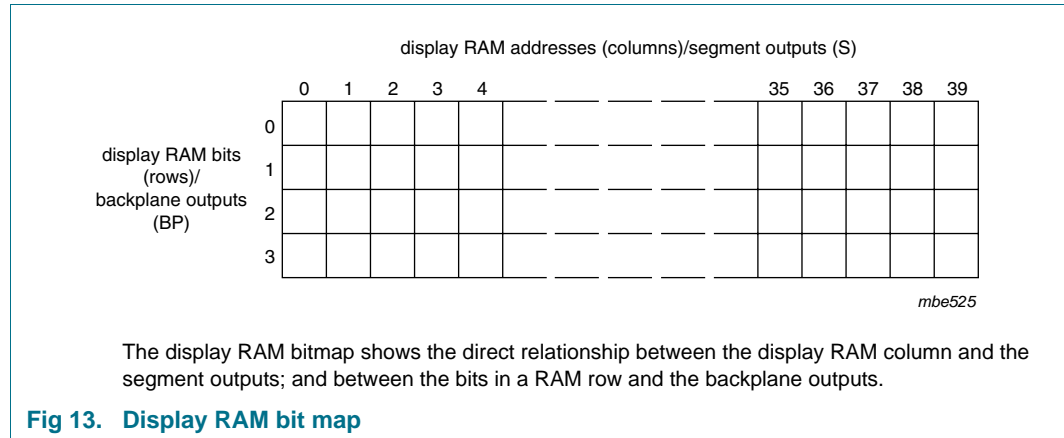 display RAM addresses (columns)/segment outputs (S)
0 1 2 3 4 35 36 37 38 39
0
display RAM bits
1
(rows)/
backplane outputs
2
(BP)
3
mbe525
The display RAM bitmap shows the direct relationship between the display RAM column and the
segment outputs; and between the bits in a RAM row and the backplane outputs.
Fig 13. Display RAM bit map